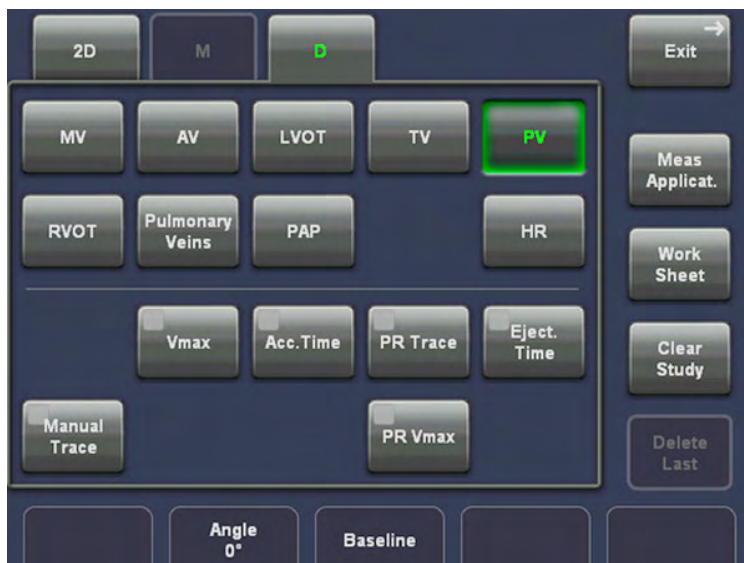 2D
M
D
Exit
MV
AV
LVOT
TV
PV
Meas
Applicat.
RVOT
Pulmonary
Veins
PAP
HR
Work
Sheet
Vmax
Acc.Time
PR Trace
Eject.
Time
Clear
Study
Manual
Trace
PR Vmax
Delete
Last
Angle
0°
Baseline